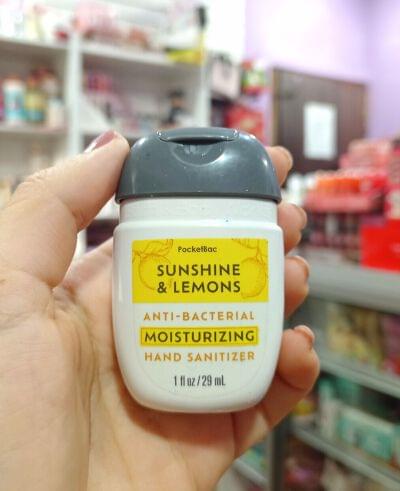 PocketBac
SUNSHINE
& LEMONS
ANTI-BACTERIAL
MOISTURIZING
HAND SANITIZER
1 fl oz / 29 mL